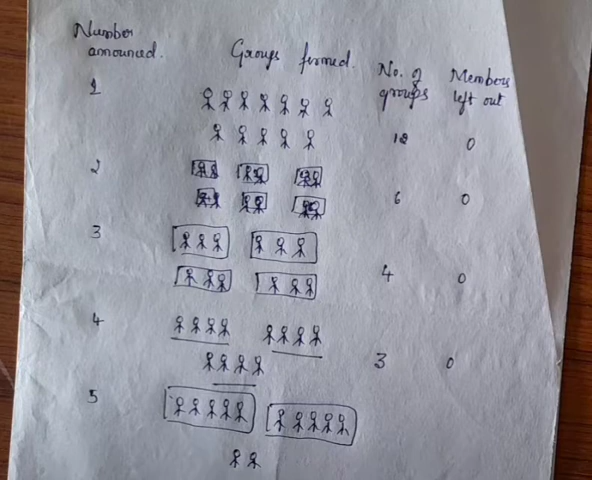 Number
announced.
Groups formed.
No. of
groups
Members
left out
1
12 0
2
6 0
3
4 0
4
3 0
5